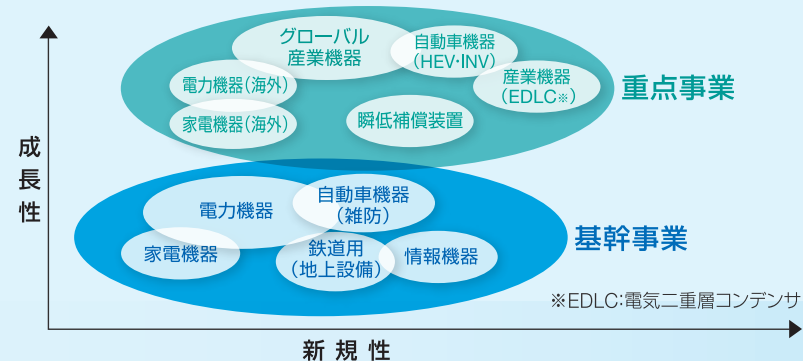 グローバル
産業機器
自動車機器
(HEV・INV)
産業機器
(EDLC※)
電力機器(海外)
家電機器(海外)
瞬低補償装置
重点事業
成長性
電力機器
自動車機器
(雑防)
家電機器
鉄道用
(地上設備)
情報機器
基幹事業
※EDLC:電気二重層コンデンサ
新規性